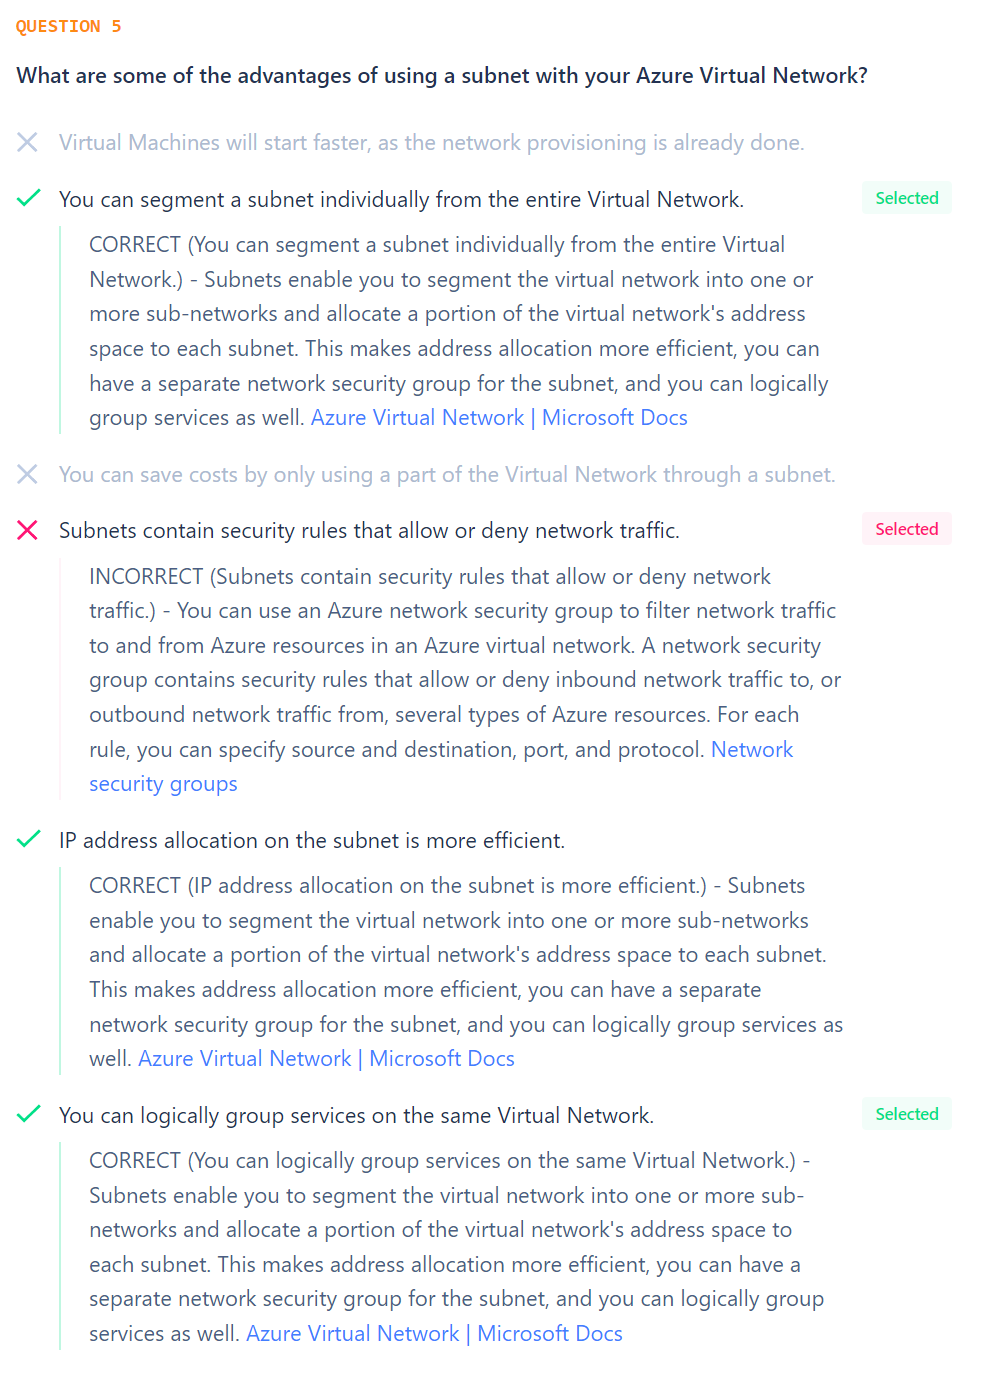 QUESTION 5
What are some of the advantages of using a subnet with your Azure Virtual Network?
Virtual Machines will start faster, as the network provisioning is already done.
You can segment a subnet individually from the entire Virtual Network.
Selected
CORRECT (You can segment a subnet individually from the entire Virtual
Network.) - Subnets enable you to segment the virtual network into one or
more sub-networks and allocate a portion of the virtual network's address
space to each subnet. This makes address allocation more efficient, you can
have a separate network security group for the subnet, and you can logically
group services as well. Azure Virtual Network | Microsoft Docs
You can save costs by only using a part of the Virtual Network through a subnet.
Subnets contain security rules that allow or deny network traffic.
Selected
INCORRECT (Subnets contain security rules that allow or deny network
traffic.) - You can use an Azure network security group to filter network traffic
to and from Azure resources in an Azure virtual network. A network security
group contains security rules that allow or deny inbound network traffic to, or
outbound network traffic from, several types of Azure resources. For each
rule, you can specify source and destination, port, and protocol. Network
security groups
IP address allocation on the subnet is more efficient.
CORRECT (IP address allocation on the subnet is more efficient.) - Subnets
enable you to segment the virtual network into one or more sub-networks
and allocate a portion of the virtual network's address space to each subnet.
This makes address allocation more efficient, you can have a separate
network security group for the subnet, and you can logically group services as
well. Azure Virtual Network | Microsoft Docs
You can logically group services on the same Virtual Network.
Selected
CORRECT (You can logically group services on the same Virtual Network.) -
Subnets enable you to segment the virtual network into one or more sub-
networks and allocate a portion of the virtual network's address space to
each subnet. This makes address allocation more efficient, you can have a
separate network security group for the subnet, and you can logically group
services as well. Azure Virtual Network | Microsoft Docs